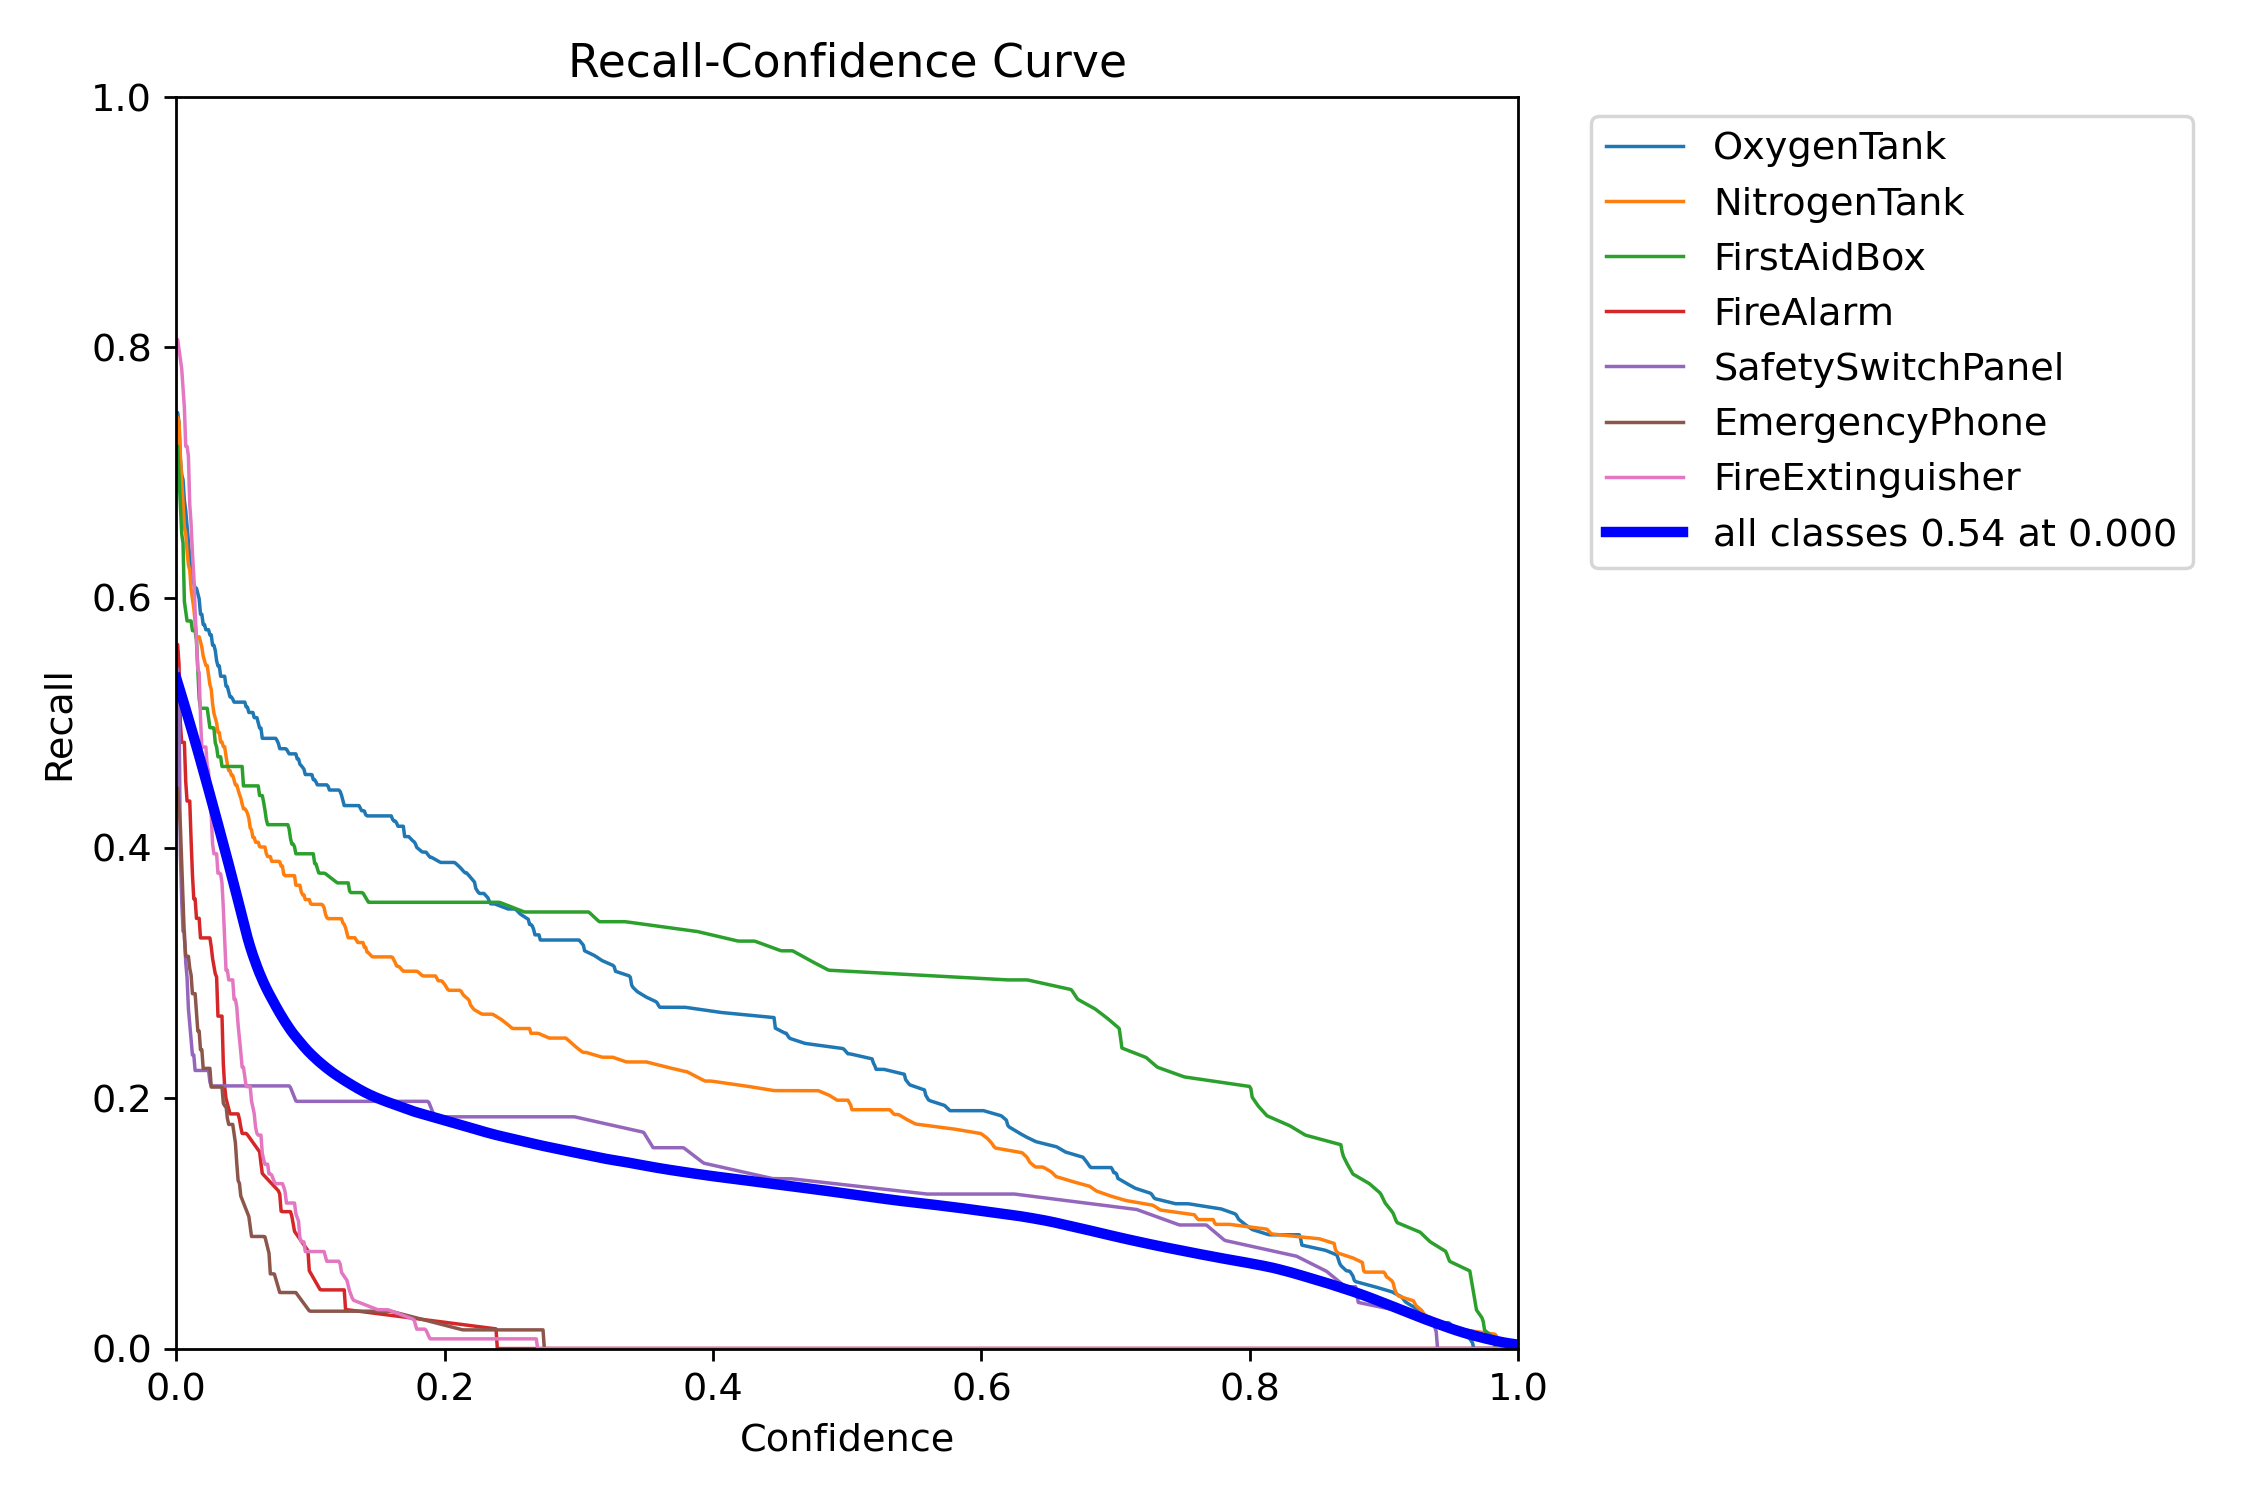 Recall-Confidence Curve
1.0
0.8
0.6
0.4
0.2
0.0
Recall
0.0 0.2 0.4 0.6 0.8 1.0
Confidence
OxygenTank
NitrogenTank
FirstAidBox
FireAlarm
SafetySwitchPanel
EmergencyPhone
FireExtinguisher
all classes 0.54 at 0.000